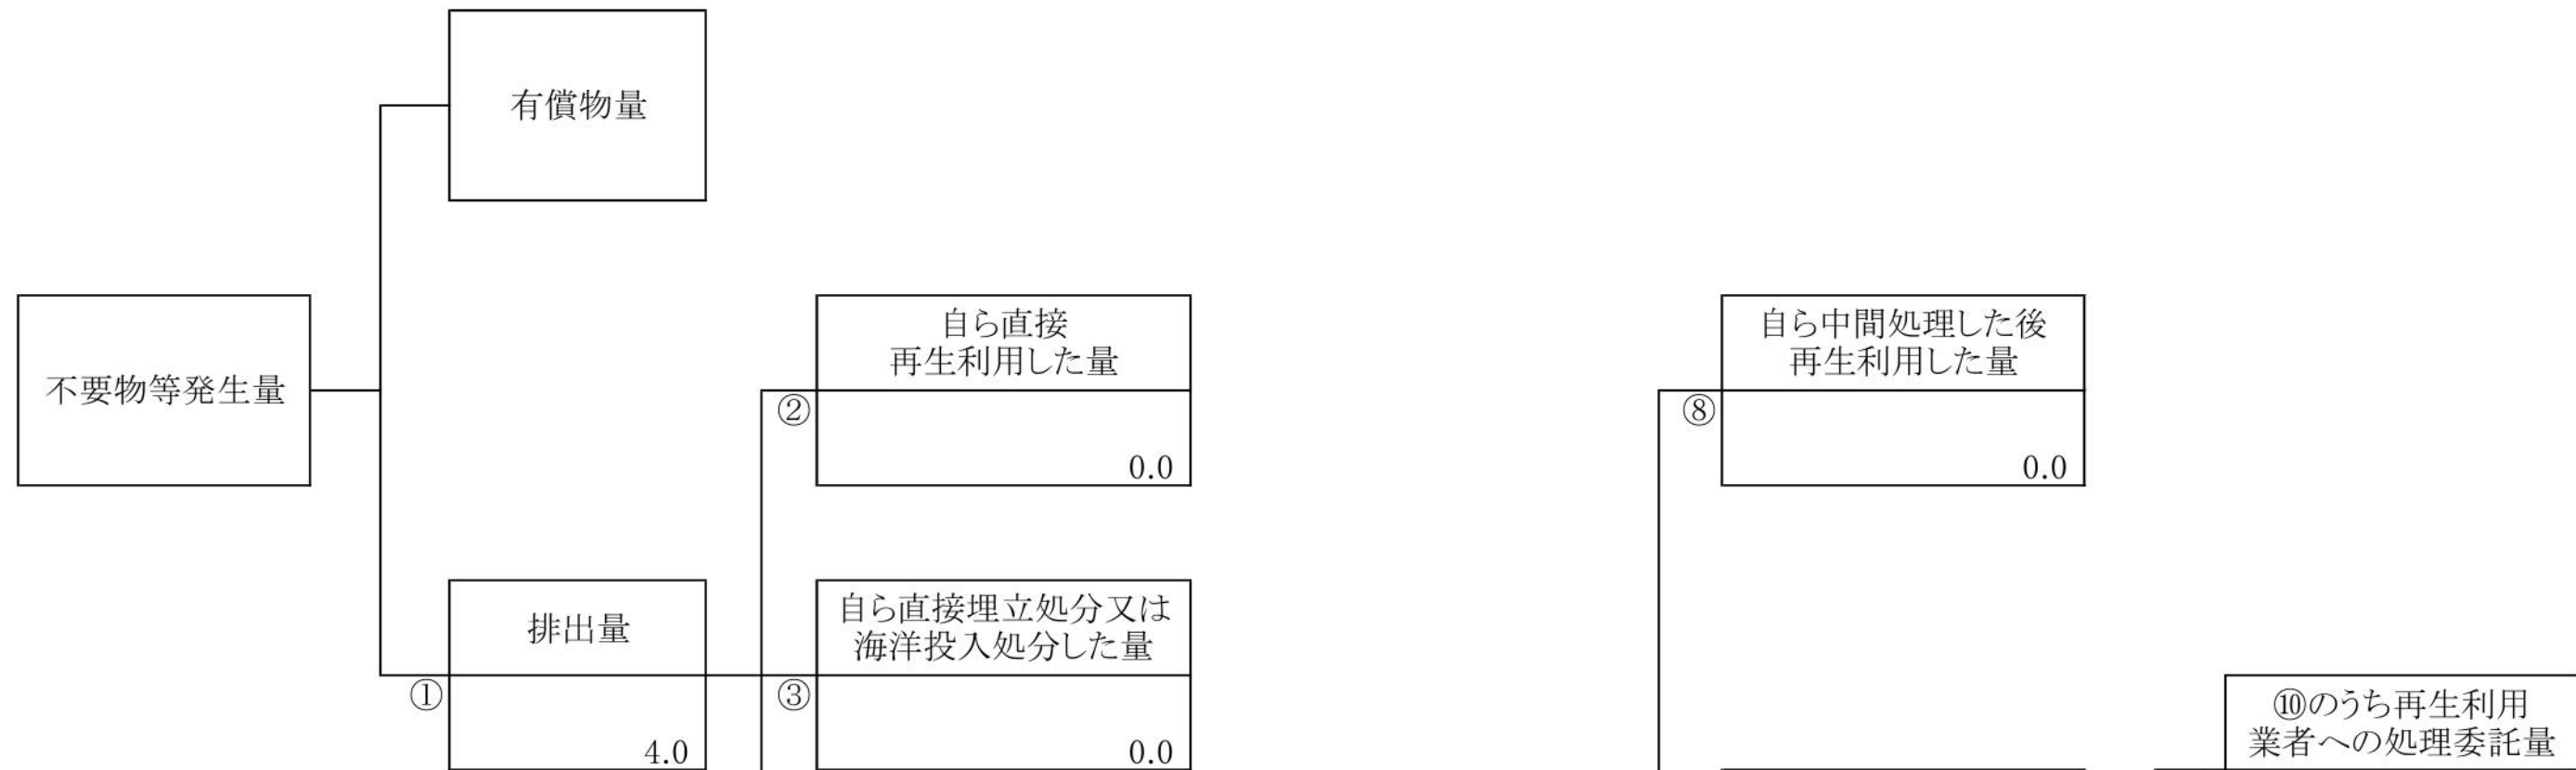 有償物量
不要物等発生量
自ら直接
再生利用した量
②
0.0
自ら中間処理した後
再生利用した量
⑧
0.0
排出量
①
4.0
自ら直接埋立処分又は
海洋投入処分した量
③
0.0
⑩のうち再生利用
業者への処理委託量